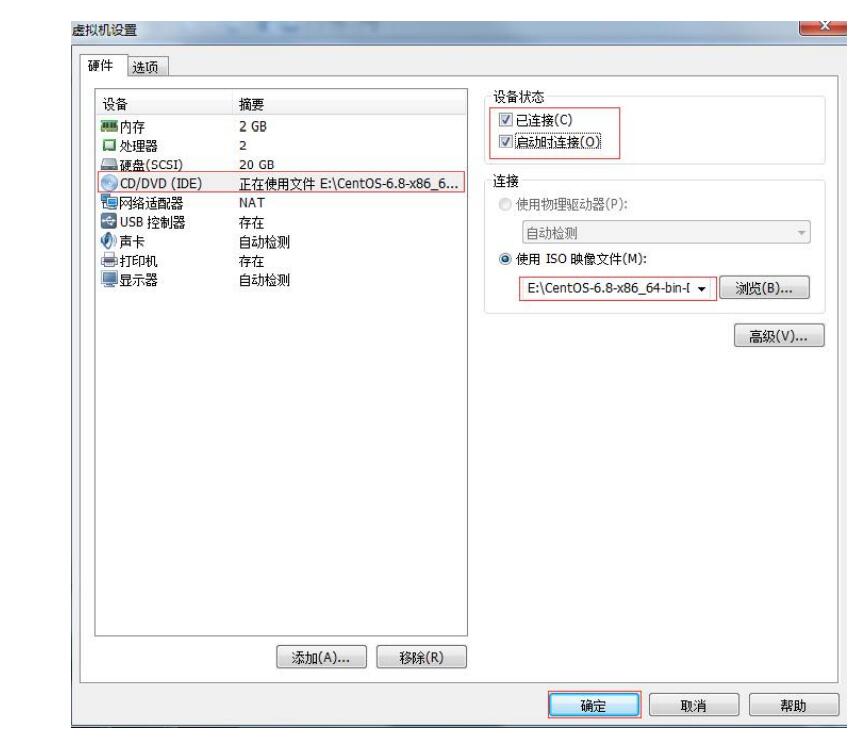 虚拟机设置
硬件 选项
设备 摘要
内存 2 GB
处理器 2
硬盘(SCSI) 20 GB
CD/DVD (IDE) 正在使用文件 E:\CentOS-6.8-x86_6...
网络适配器 NAT
USB 控制器 存在
声卡 自动检测
打印机 存在
显示器 自动检测
添加(A)... 移除(R)
设备状态
已连接(C)
启动时连接(O)
连接
使用物理驱动器(P):
自动检测
使用 ISO 映像文件(M):
E:\CentOS-6.8-x86_64-bin-[ 浏览(B)...
高级(V)...
确定 取消 帮助